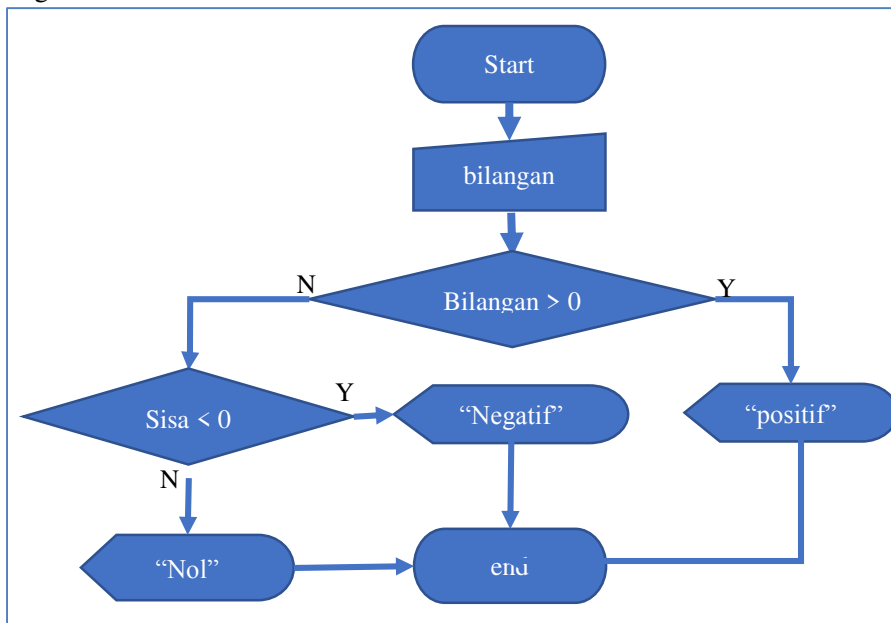 Start
bilangan
N
Bilangan > 0
Y
Sisa < 0
Y
“Negatif”
“positif”
N
“Nol”
end